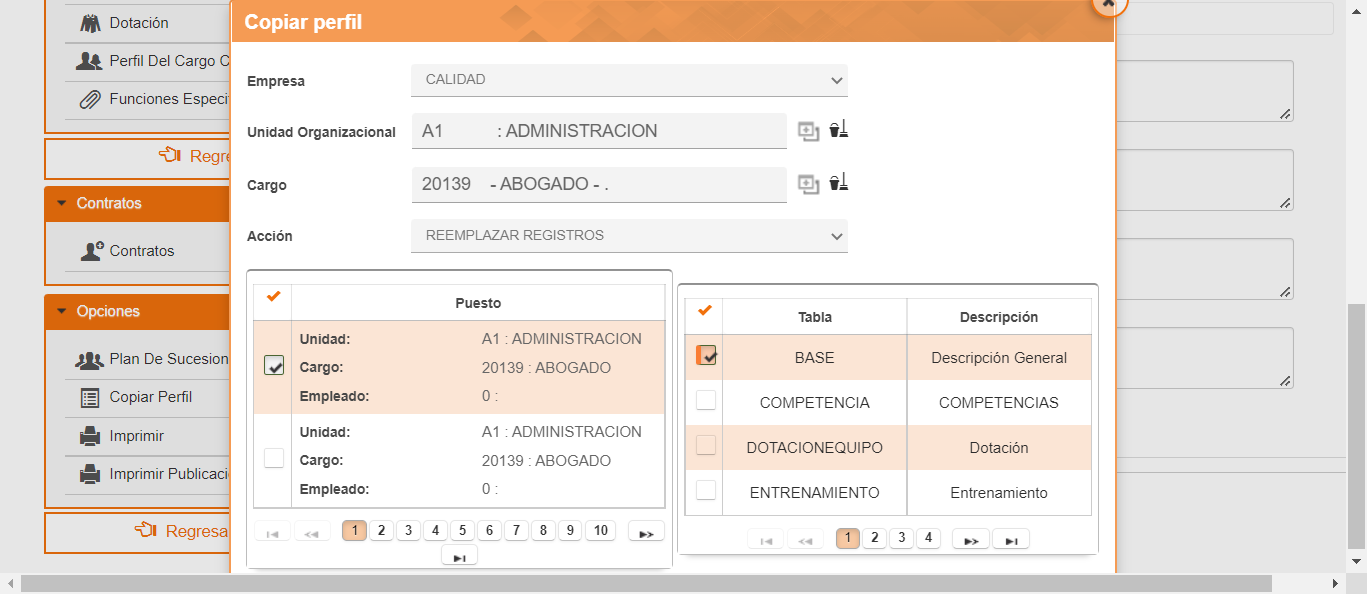 Dotación
Perfil Del Cargo C
Funciones Especi
Regre
Contratos
Contratos
Opciones
Plan De Sucesion
Copiar Perfil
Imprimir
Imprimir Publicaci
Regresa
Copiar perfil
Empresa CALIDAD
Unidad Organizacional A1 : ADMINISTRACION
Cargo 20139 - ABOGADO - .
Acción REEMPLAZAR REGISTROS
Puesto
Unidad: A1 : ADMINISTRACION
Cargo: 20139 : ABOGADO
Empleado: 0 :
Unidad: A1 : ADMINISTRACION
Cargo: 20139 : ABOGADO
Empleado: 0 :
1 2 3 4 5 6 7 8 9 10
Tabla Descripción
BASE Descripción General
COMPETENCIA COMPETENCIAS
DOTACIONEQUIPO Dotación
ENTRENAMIENTO Entrenamiento
1 2 3 4